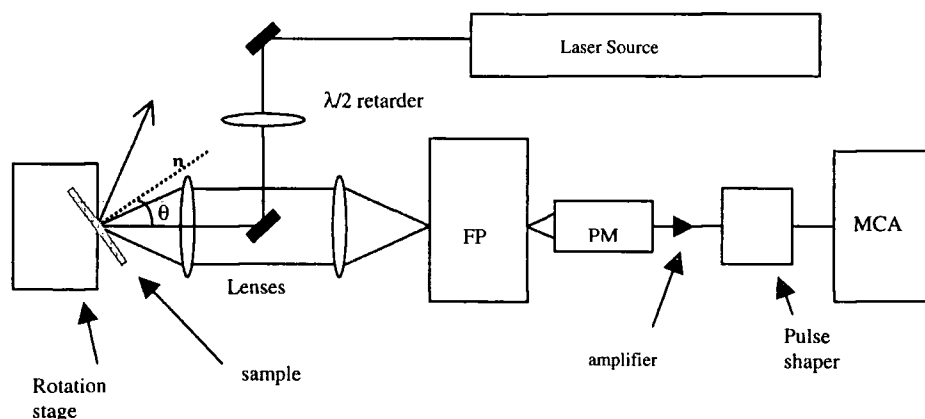 Laser Source
λ/2 retarder
n
θ
FP
PM
MCA
Lenses
amplifier
Pulse
shaper
sample
Rotation
stage